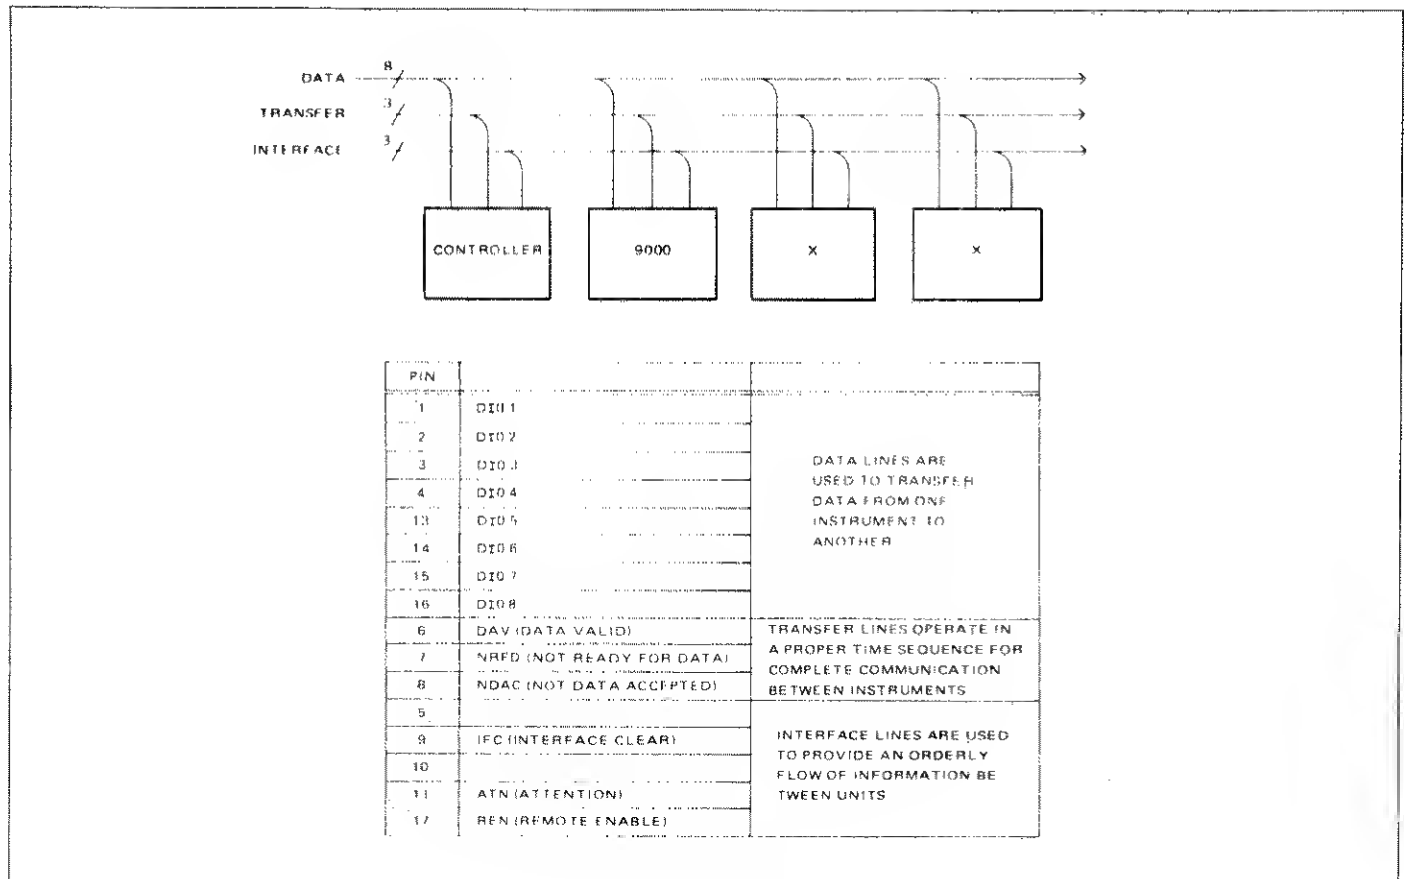 DATA 8
TRANSFER 3
INTERFACE 3
CONTROLLER 9000 X X
PIN
1 DIO 1
2 DIO 2
3 DIO 3
4 DIO 4
13 DIO 5
14 DIO 6
15 DIO 7
16 DIO 8
DATA LINES ARE
USED TO TRANSFER
DATA FROM ONE
INSTRUMENT TO
ANOTHER
6 DAV (DATA VALID)
7 NRFD (NOT READY FOR DATA)
8 NDAC (NOT DATA ACCEPTED)
TRANSFER LINES OPERATE IN
A PROPER TIME SEQUENCE FOR
COMPLETE COMMUNICATION
BETWEEN INSTRUMENTS
5
9 IFC (INTERFACE CLEAR)
10
11 ATN (ATTENTION)
17 REN (REMOTE ENABLE)
INTERFACE LINES ARE USED
TO PROVIDE AN ORDERLY
FLOW OF INFORMATION BE
TWEEN UNITS